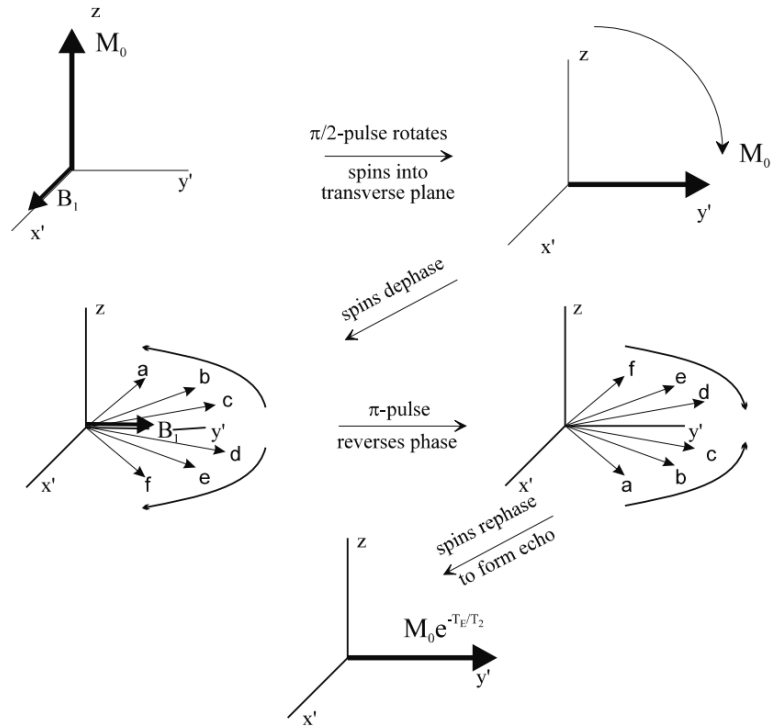 z
M₀
y'
B₁
x'
π/2-pulse rotates
spins into
transverse plane
z
M₀
y'
x'
spins dephase
z
a
b
c
B₁
y'
d
e
f
x'
π-pulse
reverses phase
z
f
e
d
y'
c
b
a
x'
spins rephase
to form echo
z
M₀e^-T_E/T₂
y'
x'